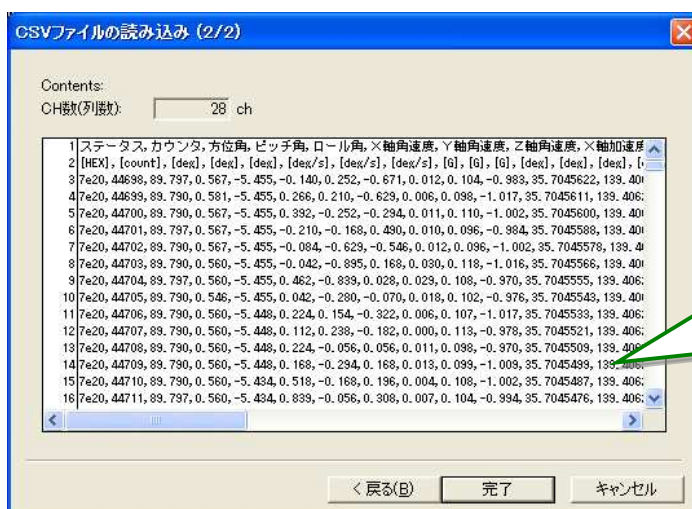 CSVファイルの読み込み (2/2)
Contents:
CH数(列数): 28 ch
1 ステータス,カウンタ,方位角,ピッチ角,ロール角,X軸角速度,Y軸角速度,Z軸角速度,X軸加速度
2 [HEX],[count],[deg],[deg],[deg],[deg/s],[deg/s],[deg/s],[G],[G],[G],[deg],[deg],[deg],
3 7e20,44698,89.797,0.567,-5.455,-0.140,0.252,-0.671,0.012,0.104,-0.983,35.7045622,139.40
4 7e20,44699,89.790,0.581,-5.455,0.266,0.210,-0.629,0.006,0.098,-1.017,35.7045611,139.406
5 7e20,44700,89.790,0.567,-5.455,0.392,-0.252,-0.294,0.011,0.110,-1.002,35.7045600,139.40
6 7e20,44701,89.797,0.567,-5.455,-0.210,-0.168,0.490,0.010,0.096,-0.984,35.7045588,139.40
7 7e20,44702,89.790,0.567,-5.455,-0.084,-0.629,-0.546,0.012,0.096,-1.002,35.7045578,139.4
8 7e20,44703,89.790,0.560,-5.455,-0.042,-0.895,0.168,0.030,0.118,-1.016,35.7045566,139.40
9 7e20,44704,89.797,0.560,-5.455,0.462,-0.839,0.028,0.029,0.108,-0.970,35.7045555,139.406
10 7e20,44705,89.790,0.546,-5.455,0.042,-0.280,-0.070,0.018,0.102,-0.976,35.7045543,139.40
11 7e20,44706,89.790,0.560,-5.448,0.224,0.154,-0.322,0.006,0.107,-1.017,35.7045533,139.406
12 7e20,44707,89.790,0.560,-5.448,0.112,0.238,-0.182,0.000,0.113,-0.978,35.7045521,139.406
13 7e20,44708,89.790,0.560,-5.448,0.224,-0.056,0.056,0.011,0.098,-0.970,35.7045509,139.406
14 7e20,44709,89.790,0.560,-5.448,0.168,-0.294,0.168,0.013,0.099,-1.009,35.7045499,139.406
15 7e20,44710,89.790,0.560,-5.434,0.518,-0.168,0.196,0.004,0.108,-1.002,35.7045487,139.406
16 7e20,44711,89.797,0.560,-5.434,0.839,-0.056,0.308,0.007,0.104,-0.994,35.7045476,139.406
< 戻る(B)
完了
キャンセル